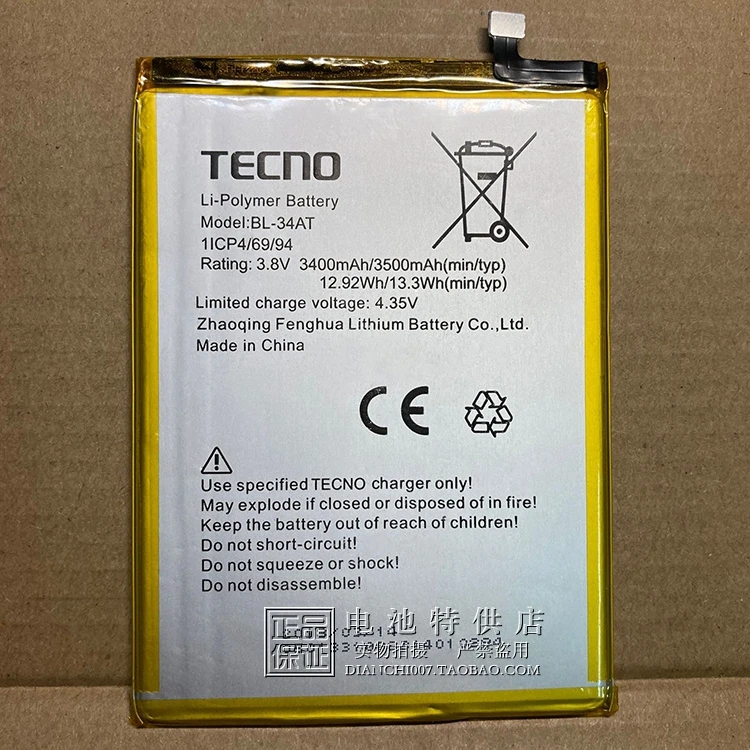 TECNO
Li-Polymer Battery
Model:BL-34AT
1ICP4/69/94
Rating: 3.8V 3400mAh/3500mAh(min/typ)
12.92Wh/13.3Wh(min/typ)
Limited charge voltage: 4.35V
Zhaoqing Fenghua Lithium Battery Co.,Ltd.
Made in China
CE
Use specified TECNO charger only!
May explode if closed or disposed of in fire!
Keep the battery out of reach of children!
Do not short-circuit!
Do not squeeze or shock!
Do not disassemble!
正品
保证
电池特供店
实物拍摄 严禁盗用
DIANCHI007.TAOBAO.COM